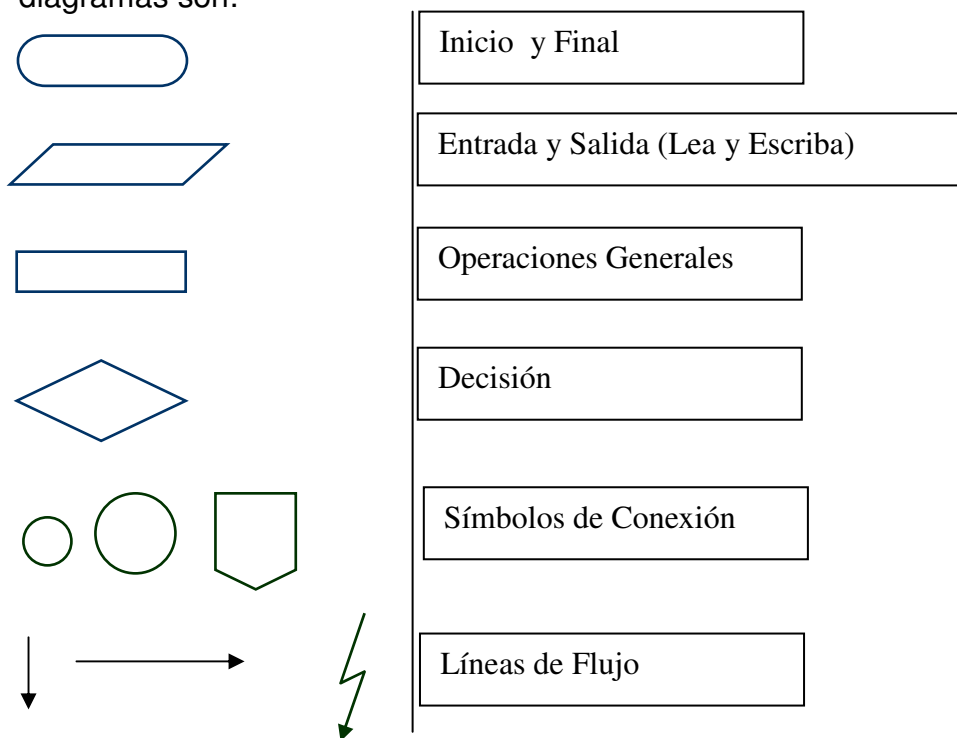 diagramas son:
Inicio y Final
Entrada y Salida (Lea y Escriba)
Operaciones Generales
Decisión
Símbolos de Conexión
Líneas de Flujo